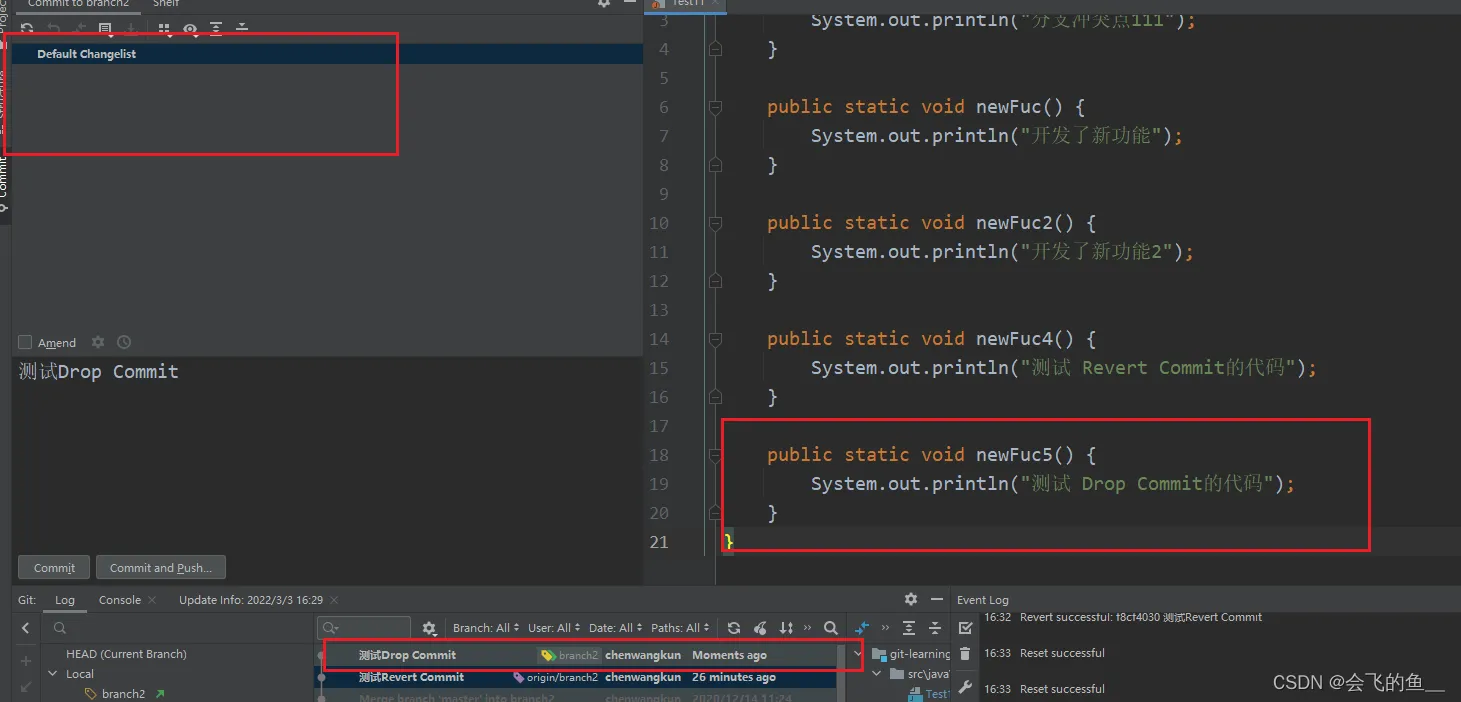 Commit to branch2
Shelf
Default Changelist
Commit
Amend
测试Drop Commit
Commit
Commit and Push...
Test11
3 System.out.println("分支冲突点111");
4 }
5
6 public static void newFuc() {
7 System.out.println("开发了新功能");
8 }
9
10 public static void newFuc2() {
11 System.out.println("开发了新功能2");
12 }
13
14 public static void newFuc4() {
15 System.out.println("测试 Revert Commit的代码");
16 }
17
18 public static void newFuc5() {
19 System.out.println("测试 Drop Commit的代码");
20 }
21 }
Git: Log Console Update Info: 2022/3/3 16:29
Branch: All User: All Date: All Paths: All
HEAD (Current Branch)
Local
branch2
测试Drop Commit branch2 chenwangkun Moments ago
测试Revert Commit origin/branch2 chenwangkun 26 minutes ago
Merge branch 'master' into branch2 2020/12/14 11:24
git-learning
src\java
Test
Event Log
16:32 Revert successful: f8cf4030 测试Revert Commit
16:33 Reset successful
16:33 Reset successful
CSDN @会飞的鱼__